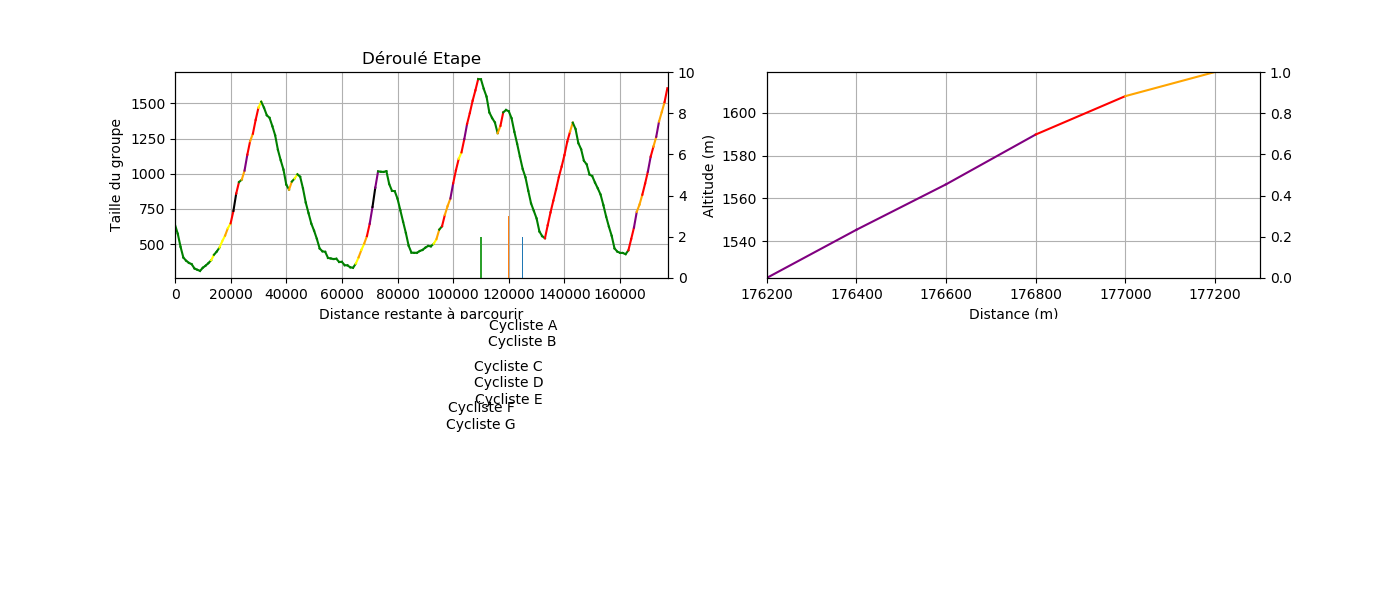 Déroulé Etape
Taille du groupe
1500
1250
1000
750
500
10
8
6
4
2
0
0 20000 40000 60000 80000 100000 120000 140000 160000
Distance restante à parcourir
Altitude (m)
1600
1580
1560
1540
1.0
0.8
0.6
0.4
0.2
0.0
176200 176400 176600 176800 177000 177200
Distance (m)
Cycliste A
Cycliste B
Cycliste C
Cycliste D
Cycliste E
Cycliste F
Cycliste G